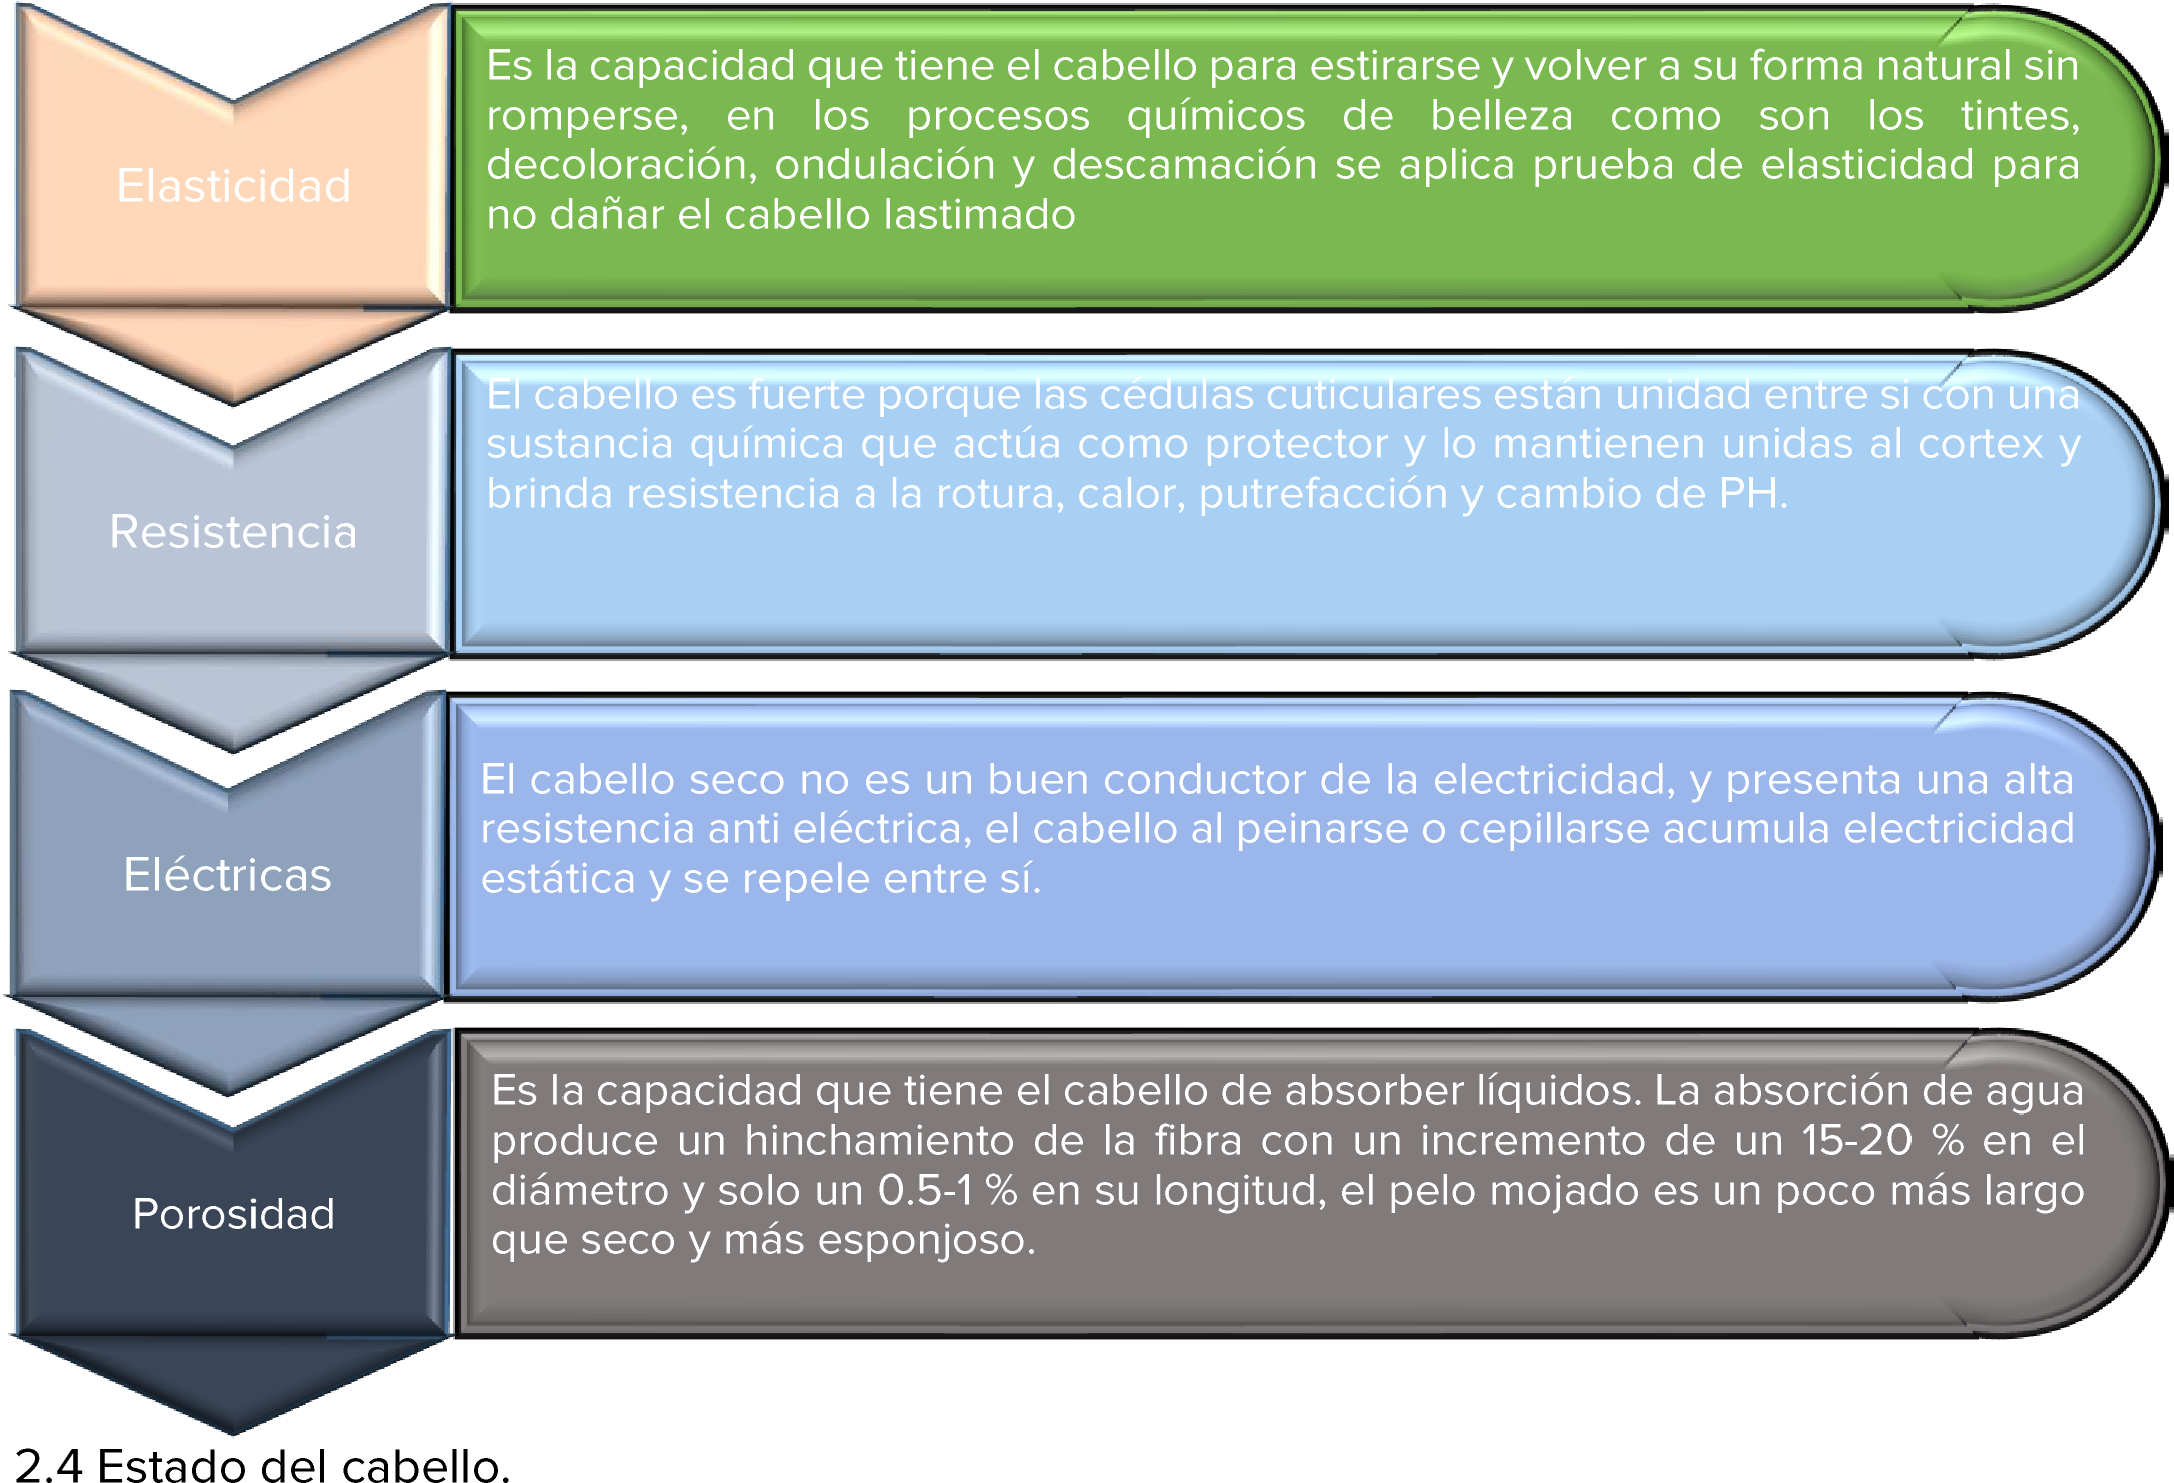 Elasticidad
Es la capacidad que tiene el cabello para estirarse y volver a su forma natural sin
romperse, en los procesos químicos de belleza como son los tintes,
decoloración, ondulación y descamación se aplica prueba de elasticidad para
no dañar el cabello lastimado
Resistencia
El cabello es fuerte porque las cédulas cuticulares están unidad entre si con una
sustancia química que actúa como protector y lo mantienen unidas al cortex y
brinda resistencia a la rotura, calor, putrefacción y cambio de PH.
Eléctricas
El cabello seco no es un buen conductor de la electricidad, y presenta una alta
resistencia anti eléctrica, el cabello al peinarse o cepillarse acumula electricidad
estática y se repele entre sí.
Porosidad
Es la capacidad que tiene el cabello de absorber líquidos. La absorción de agua
produce un hinchamiento de la fibra con un incremento de un 15-20 % en el
diámetro y solo un 0.5-1 % en su longitud, el pelo mojado es un poco más largo
que seco y más esponjoso.
2.4 Estado del cabello.